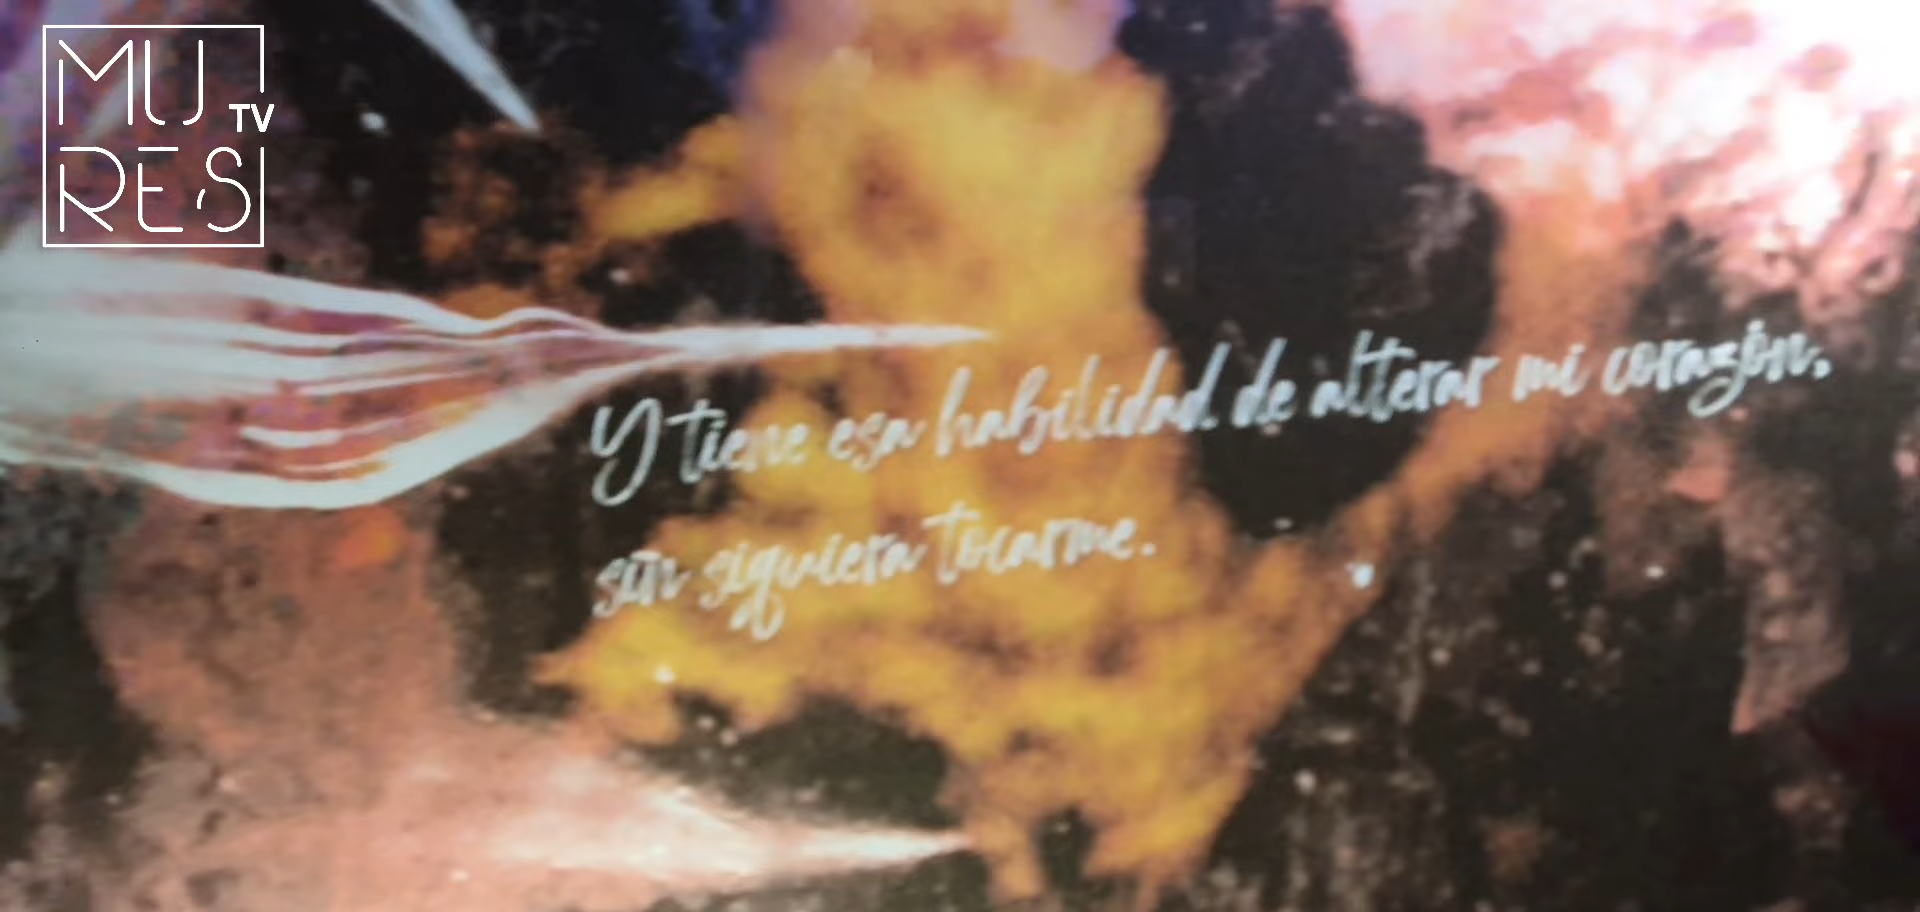 MU
TV
RES
Y tiene esa habilidad de alterar mi corazón,
sin siquiera tocarme.